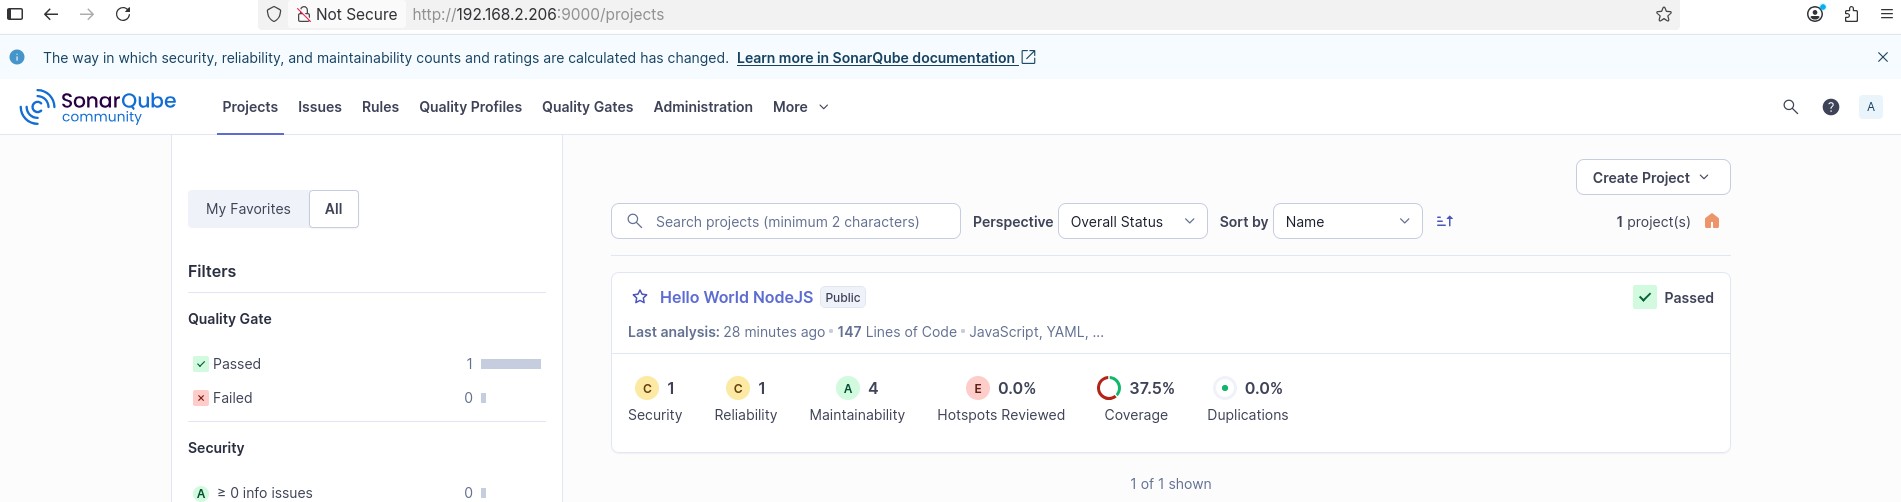 Not Secure http://192.168.2.206:9000/projects
The way in which security, reliability, and maintainability counts and ratings are calculated has changed. Learn more in SonarQube documentation
SonarQube community
Projects Issues Rules Quality Profiles Quality Gates Administration More A
My Favorites All
Filters
Quality Gate
Passed 1
Failed 0
Security
A ≥ 0 info issues 0
Create Project
Search projects (minimum 2 characters) Perspective Overall Status Sort by Name 1 project(s)
Hello World NodeJS Public Passed
Last analysis: 28 minutes ago • 147 Lines of Code • JavaScript, YAML, ...
C 1 C 1 A 4 E 0.0% 37.5% 0.0%
Security Reliability Maintainability Hotspots Reviewed Coverage Duplications
1 of 1 shown